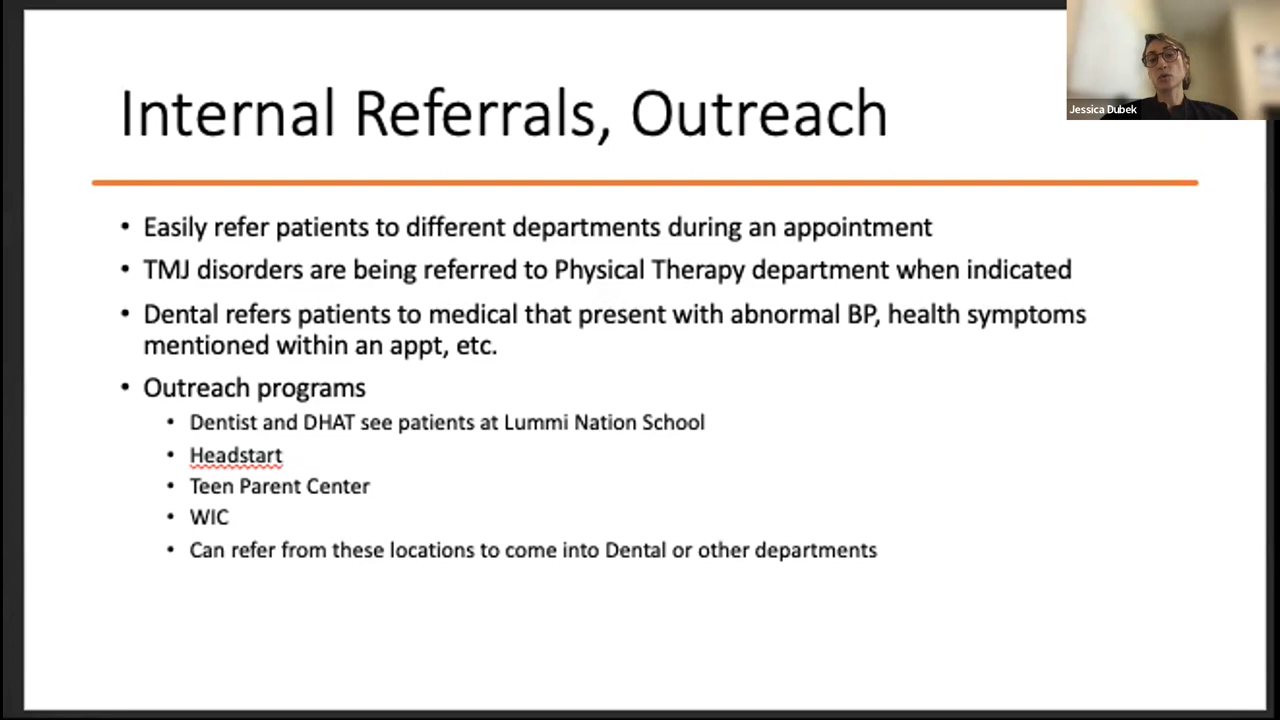 Internal Referrals, Outreach
Jessica Dubek
• Easily refer patients to different departments during an appointment
• TMJ disorders are being referred to Physical Therapy department when indicated
• Dental refers patients to medical that present with abnormal BP, health symptoms
mentioned within an appt, etc.
• Outreach programs
• Dentist and DHAT see patients at Lummi Nation School
• Headstart
• Teen Parent Center
• WIC
• Can refer from these locations to come into Dental or other departments